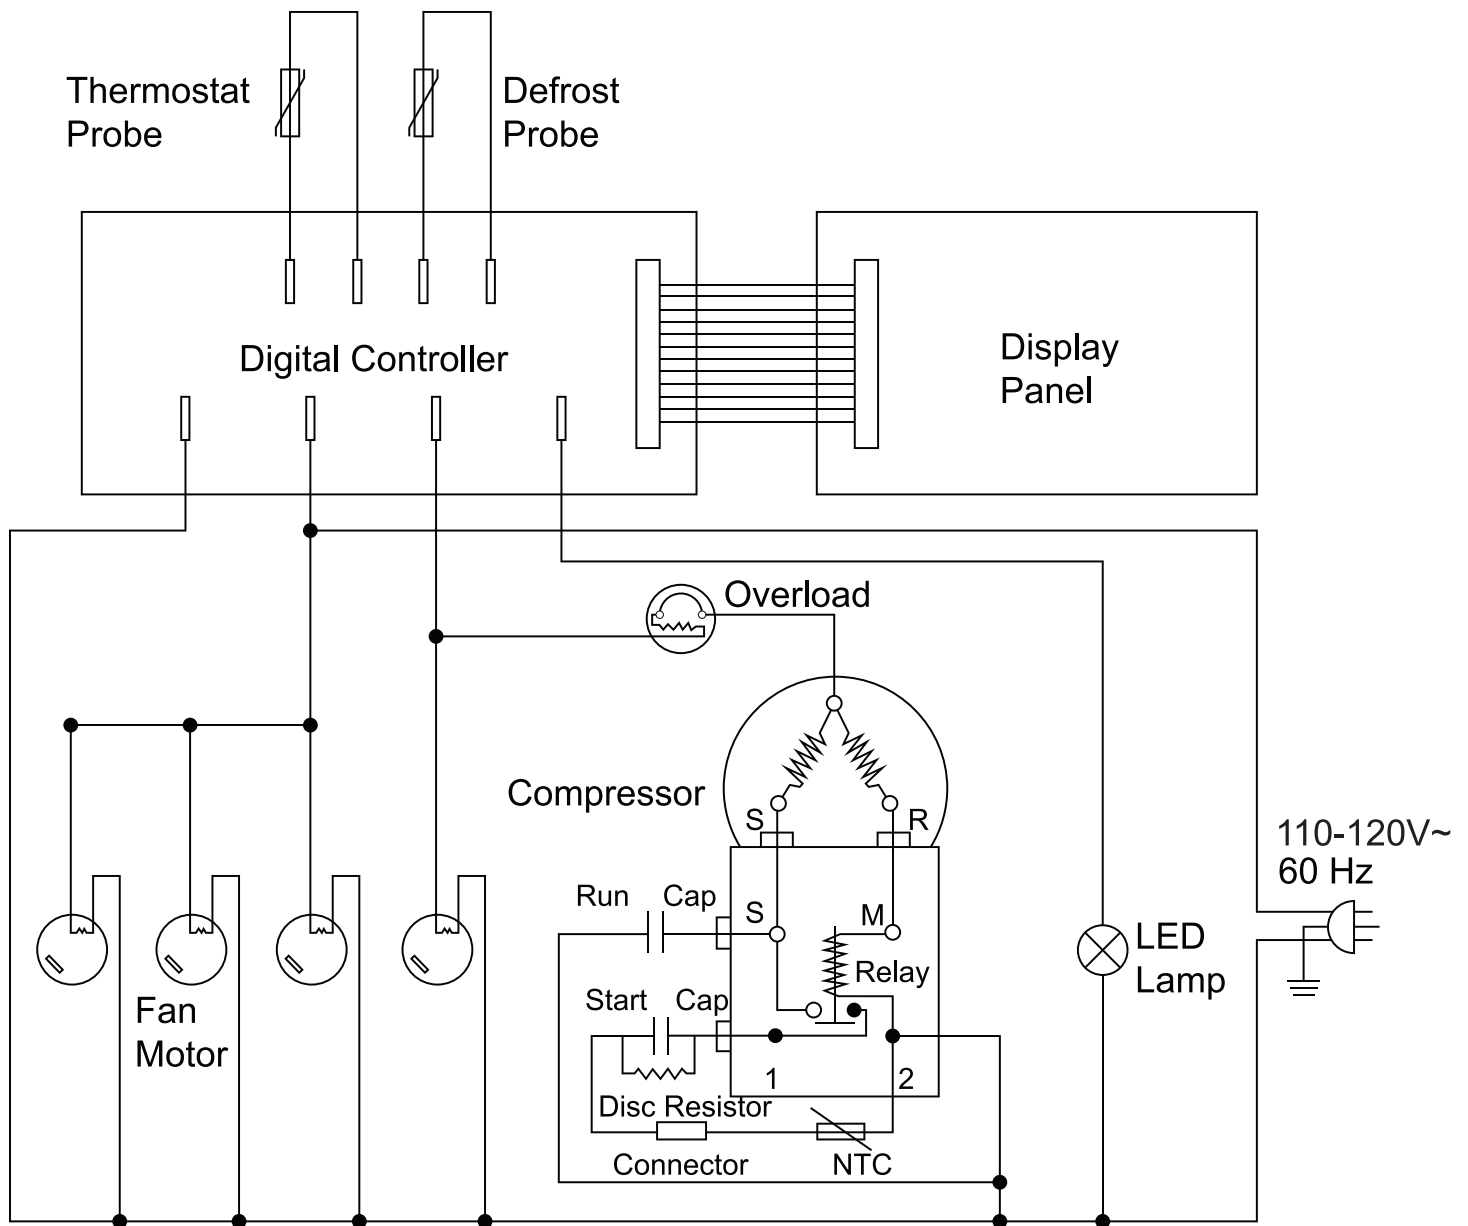 Thermostat
Probe
Defrost
Probe
Digital Controller
Display
Panel
Overload
Compressor
S
R
110-120V~
60 Hz
Run Cap
S
M
Relay
LED
Lamp
Start Cap
Fan
Motor
1
2
Disc Resistor
Connector
NTC